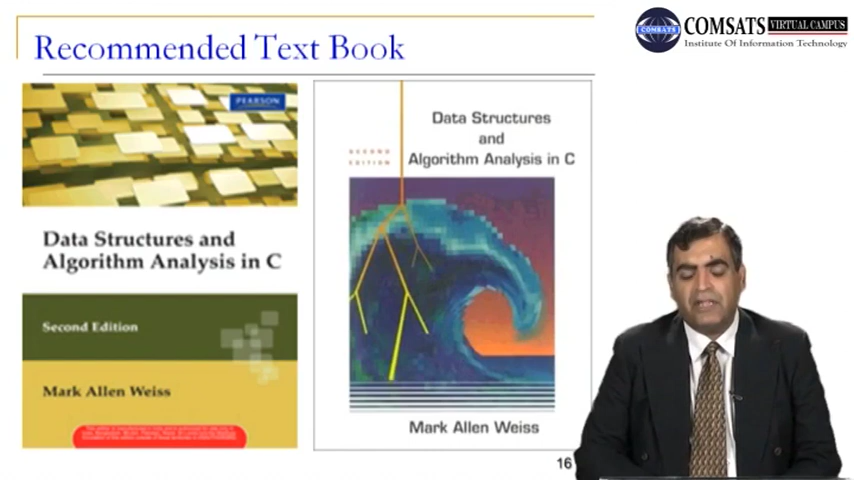 Recommended Text Book
COMSATS VIRTUAL CAMPUS
COMSATS
Institute Of Information Technology
PEARSON
Data Structures and
Algorithm Analysis in C
Second Edition
Mark Allen Weiss
Data Structures
and
Algorithm Analysis in C
SECOND
EDITION
Mark Allen Weiss
16